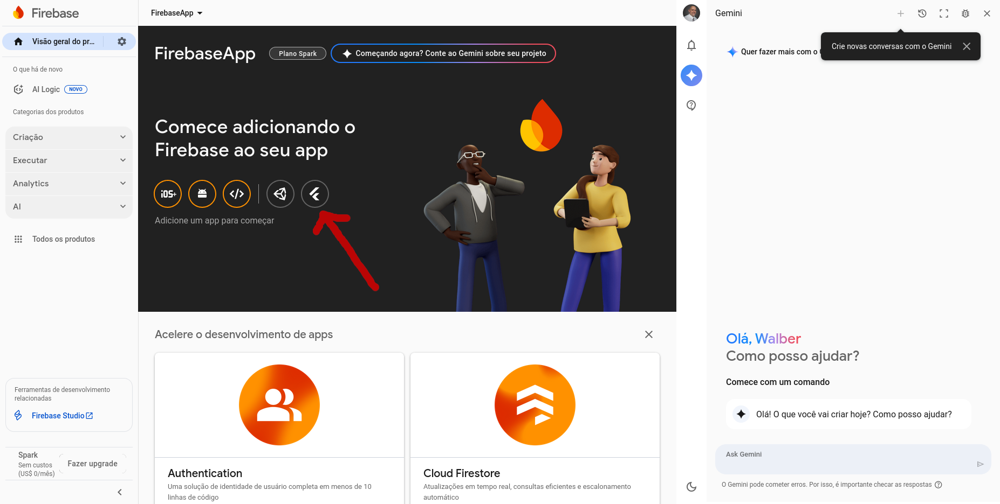 Firebase
Visão geral do pr...
O que há de novo
AI Logic
NOVO
Categorias dos produtos
Criação
Executar
Analytics
AI
Todos os produtos
Ferramentas de desenvolvimento
relacionadas
Firebase Studio
Spark
Sem custos
(US$ 0/mês)
Fazer upgrade
FirebaseApp
FirebaseApp
Plano Spark
Começando agora? Conte ao Gemini sobre seu projeto
Comece adicionando o
Firebase ao seu app
iOS+
Adicione um app para começar
Acelere o desenvolvimento de apps
Authentication
Uma solução de identidade de usuário completa em menos de 10
linhas de código
Cloud Firestore
Atualizações em tempo real, consultas eficientes e escalonamento
automático
Gemini
Crie novas conversas com o Gemini
Quer fazer mais com o
Olá, Walber
Como posso ajudar?
Comece com um comando
Olá! O que você vai criar hoje? Como posso ajudar?
Ask Gemini
O Gemini pode cometer erros. Por isso, é importante checar as respostas